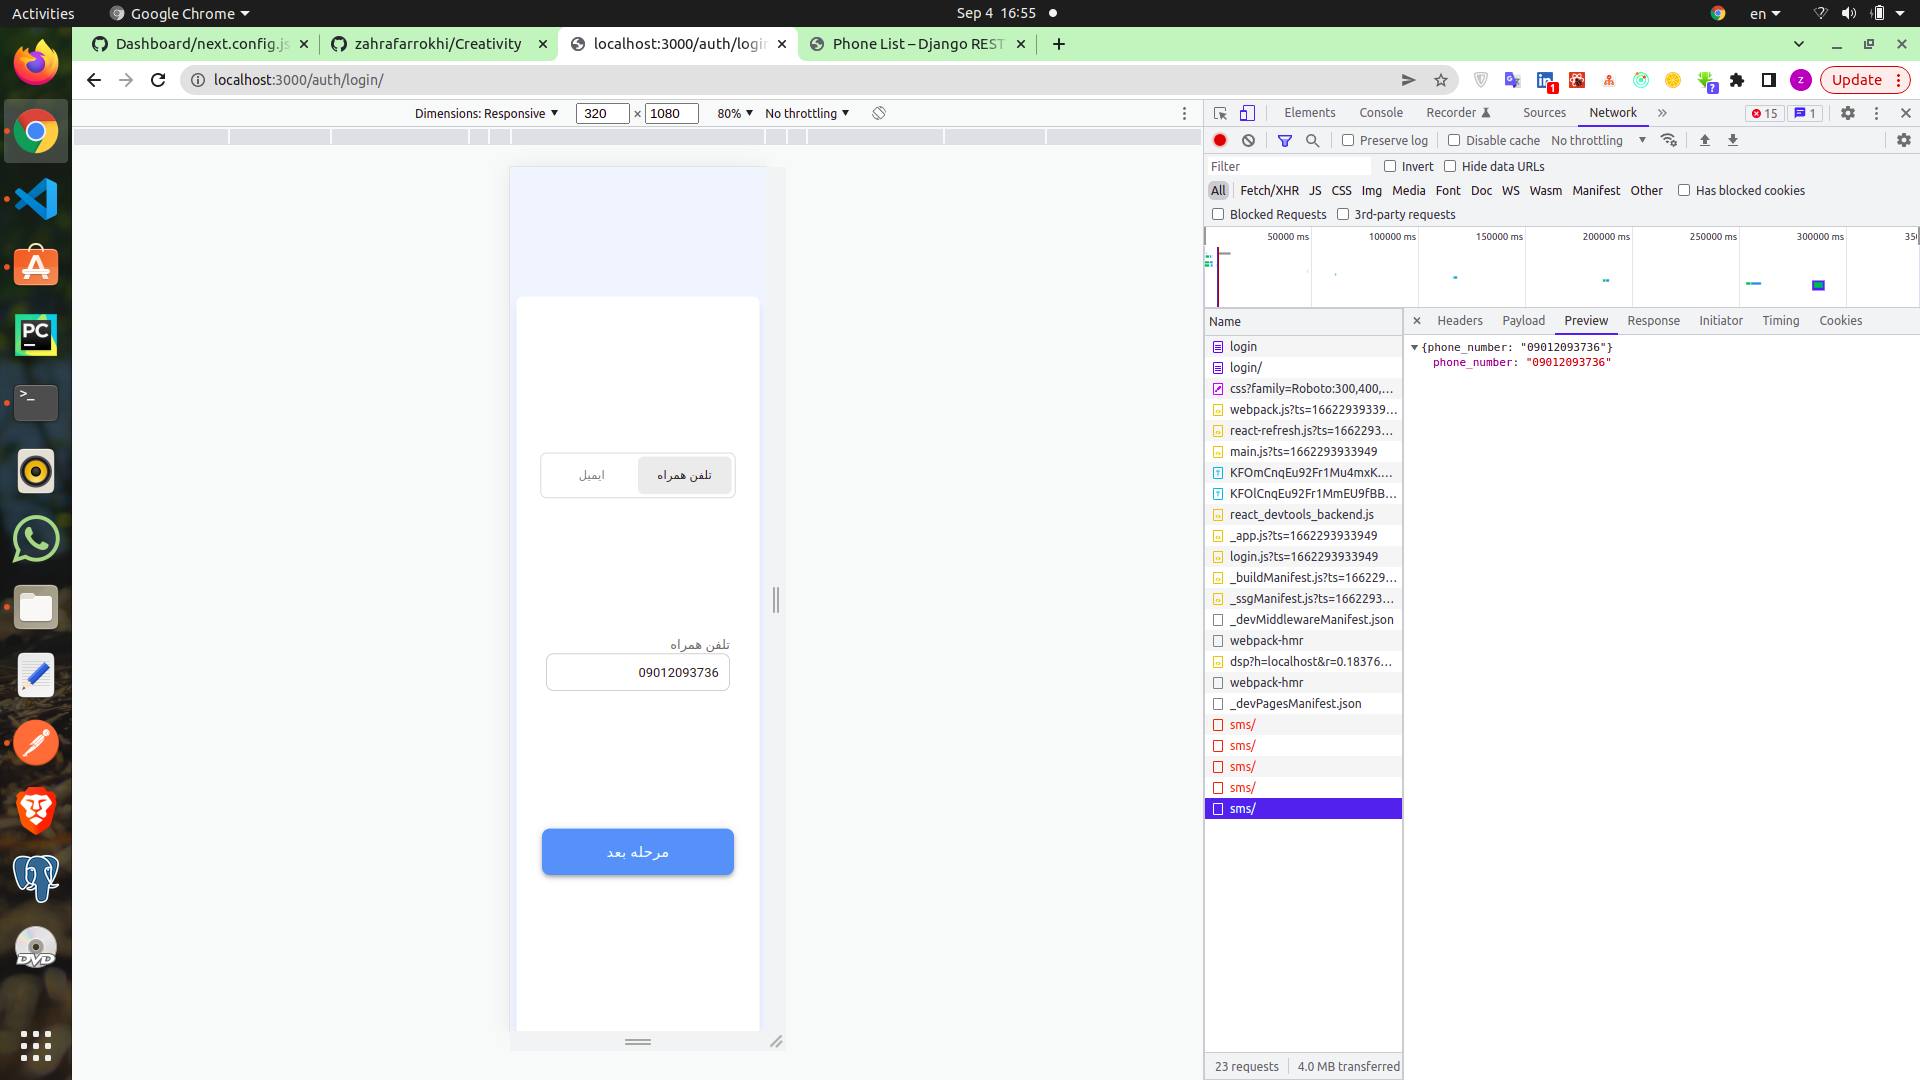 Activities
Google Chrome
Sep 4 16:55
en
Dashboard/next.config.js
zahrafarrokhi/Creativity
localhost:3000/auth/login
Phone List – Django REST
localhost:3000/auth/login/
1
?
z
Update
Dimensions: Responsive
320 × 1080
80%
No throttling
Elements
Console
Recorder
Sources
Network
15
1
Preserve log
Disable cache
No throttling
Filter
Invert
Hide data URLs
All
Fetch/XHR
JS
CSS
Img
Media
Font
Doc
WS
Wasm
Manifest
Other
Has blocked cookies
Blocked Requests
3rd-party requests
50000 ms
100000 ms
150000 ms
200000 ms
250000 ms
300000 ms
350
Name
Headers
Payload
Preview
Response
Initiator
Timing
Cookies
login
login/
css?family=Roboto:300,400,…
webpack.js?ts=16622939339…
react-refresh.js?ts=1662293…
main.js?ts=1662293933949
KFOmCnqEu92Fr1Mu4mxK.…
KFOlCnqEu92Fr1MmEU9fBB…
react_devtools_backend.js
_app.js?ts=1662293933949
login.js?ts=1662293933949
_buildManifest.js?ts=166229…
_ssgManifest.js?ts=1662293…
_devMiddlewareManifest.json
webpack-hmr
dsp?h=localhost&r=0.18376…
webpack-hmr
_devPagesManifest.json
sms/
sms/
sms/
sms/
sms/
{phone_number: "09012093736"}
phone_number: "09012093736"
23 requests
4.0 MB transferred
تلفن همراه
ایمیل
تلفن همراه
09012093736
مرحله بعد
PC
>_
DVD